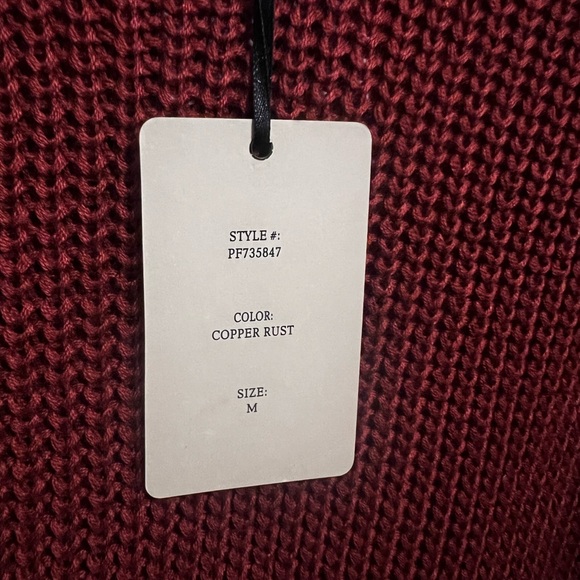 STYLE #:
PF735847
COLOR:
COPPER RUST
SIZE:
M